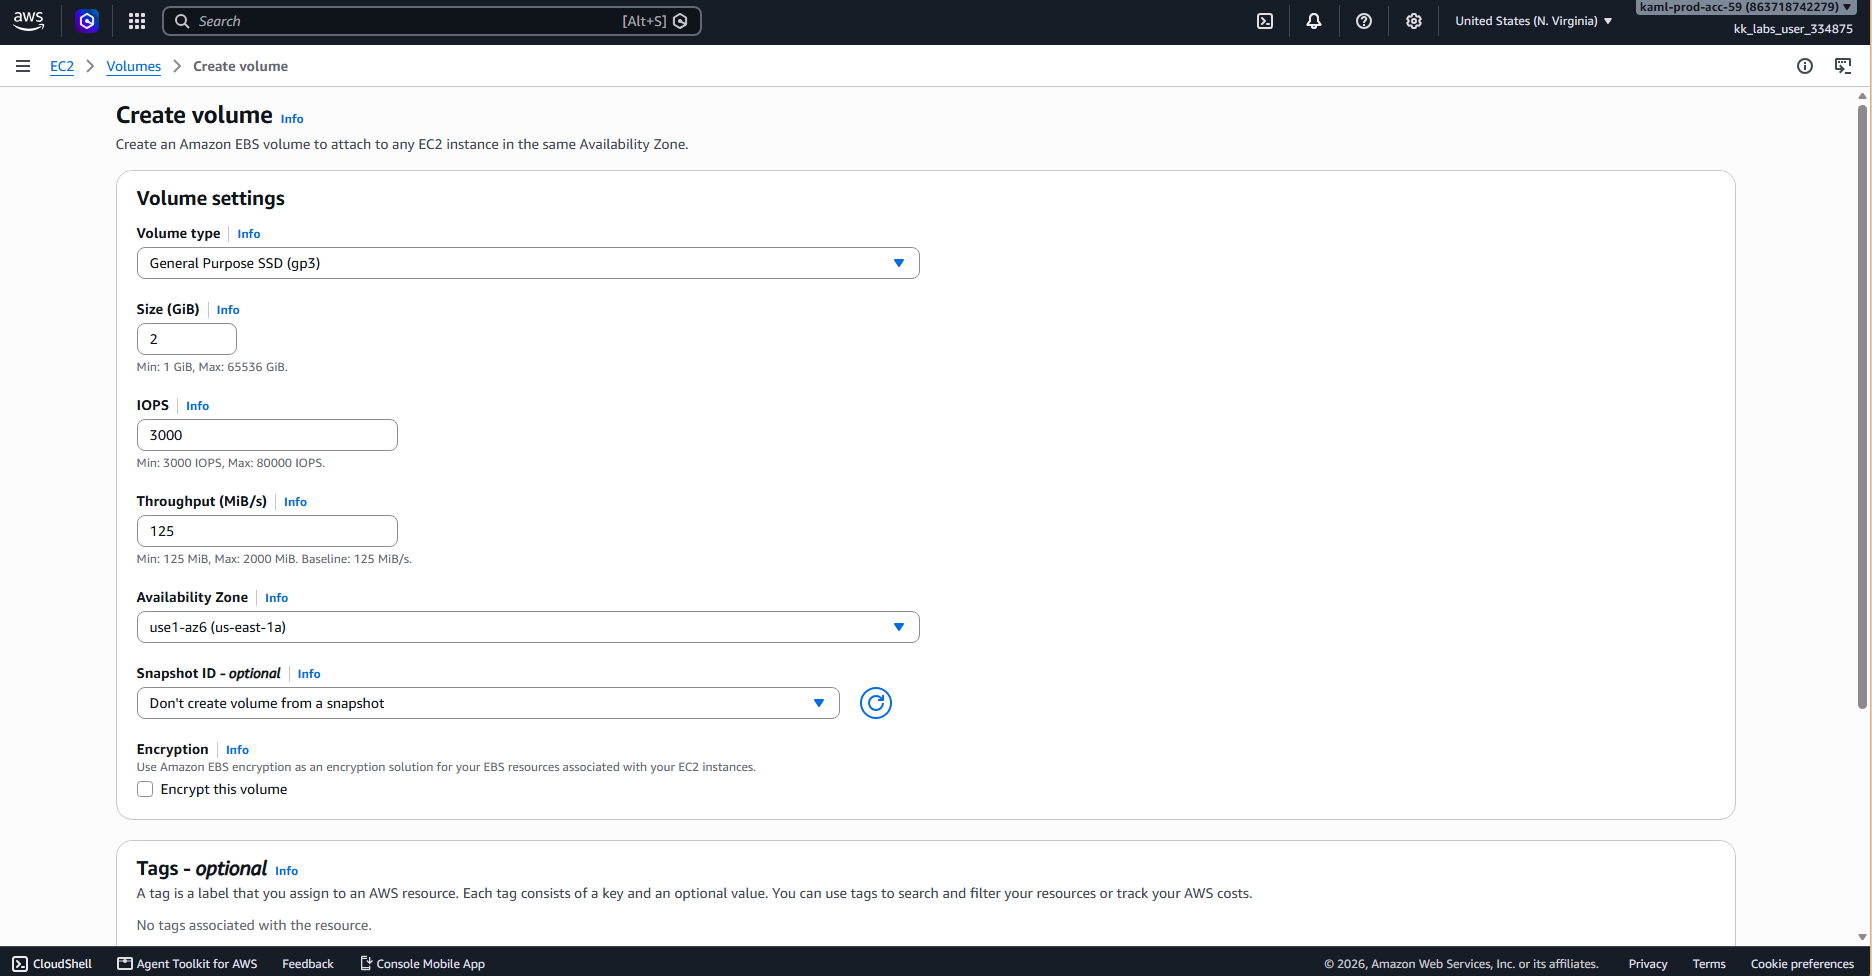 aws
Search [Alt+S]
United States (N. Virginia)
kaml-prod-acc-59 (863718742279)
kk_labs_user_334875
EC2 Volumes Create volume
Create volume Info
Create an Amazon EBS volume to attach to any EC2 instance in the same Availability Zone.
Volume settings
Volume type Info
General Purpose SSD (gp3)
Size (GiB) Info
2
Min: 1 GiB, Max: 65536 GiB.
IOPS Info
3000
Min: 3000 IOPS, Max: 80000 IOPS.
Throughput (MiB/s) Info
125
Min: 125 MiB, Max: 2000 MiB. Baseline: 125 MiB/s.
Availability Zone Info
use1-az6 (us-east-1a)
Snapshot ID - optional Info
Don't create volume from a snapshot
Encryption Info
Use Amazon EBS encryption as an encryption solution for your EBS resources associated with your EC2 instances.
Encrypt this volume
Tags - optional Info
A tag is a label that you assign to an AWS resource. Each tag consists of a key and an optional value. You can use tags to search and filter your resources or track your AWS costs.
No tags associated with the resource.
CloudShell Agent Toolkit for AWS Feedback Console Mobile App © 2026, Amazon Web Services, Inc. or its affiliates. Privacy Terms Cookie preferences